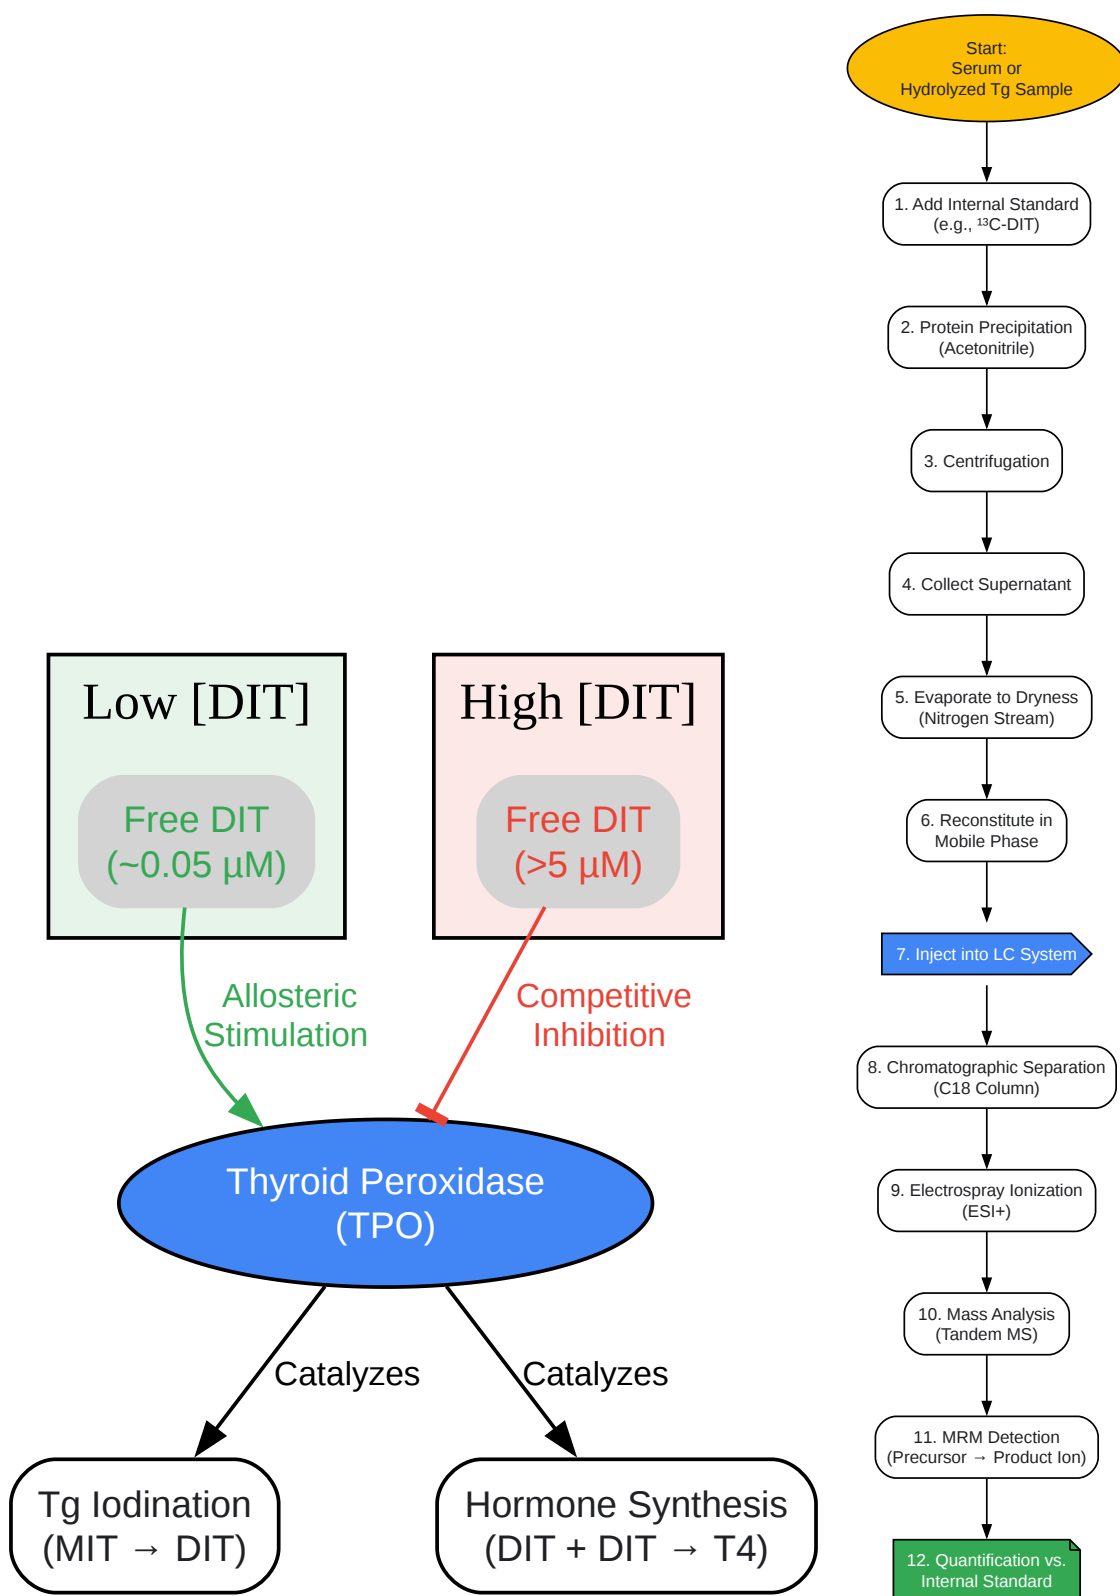 Low [DIT]
Free DIT
(~0.05 µM)
High [DIT]
Free DIT
(>5 µM)
Allosteric
Stimulation
Competitive
Inhibition
Thyroid Peroxidase
(TPO)
Catalyzes
Catalyzes
Tg Iodination
(MIT → DIT)
Hormone Synthesis
(DIT + DIT → T4)
Start:
Serum or
Hydrolyzed Tg Sample
1. Add Internal Standard
(e.g., ¹³C-DIT)
2. Protein Precipitation
(Acetonitrile)
3. Centrifugation
4. Collect Supernatant
5. Evaporate to Dryness
(Nitrogen Stream)
6. Reconstitute in
Mobile Phase
7. Inject into LC System
8. Chromatographic Separation
(C18 Column)
9. Electrospray Ionization
(ESI+)
10. Mass Analysis
(Tandem MS)
11. MRM Detection
(Precursor → Product Ion)
12. Quantification vs.
Internal Standard